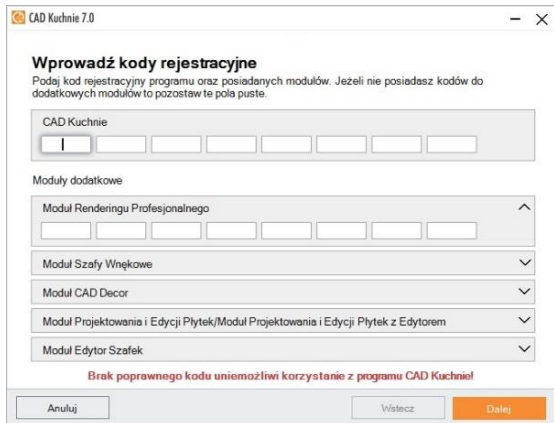 CAD Kuchnie 7.0
Wprowadź kody rejestracyjne
Podaj kod rejestracyjny programu oraz posiadanych modułów. Jeżeli nie posiadasz kodów do
dodatkowych modułów to pozostaw te pola puste.
CAD Kuchnie
Moduły dodatkowe
Moduł Renderingu Profesjonalnego
Moduł Szafy Wnękowe
Moduł CAD Decor
Moduł Projektowania i Edycji Płytek/Moduł Projektowania i Edycji Płytek z Edytorem
Moduł Edytor Szafek
Brak poprawnego kodu uniemożliwi korzystanie z programu CAD Kuchnie!
Anuluj Wstecz Dalej